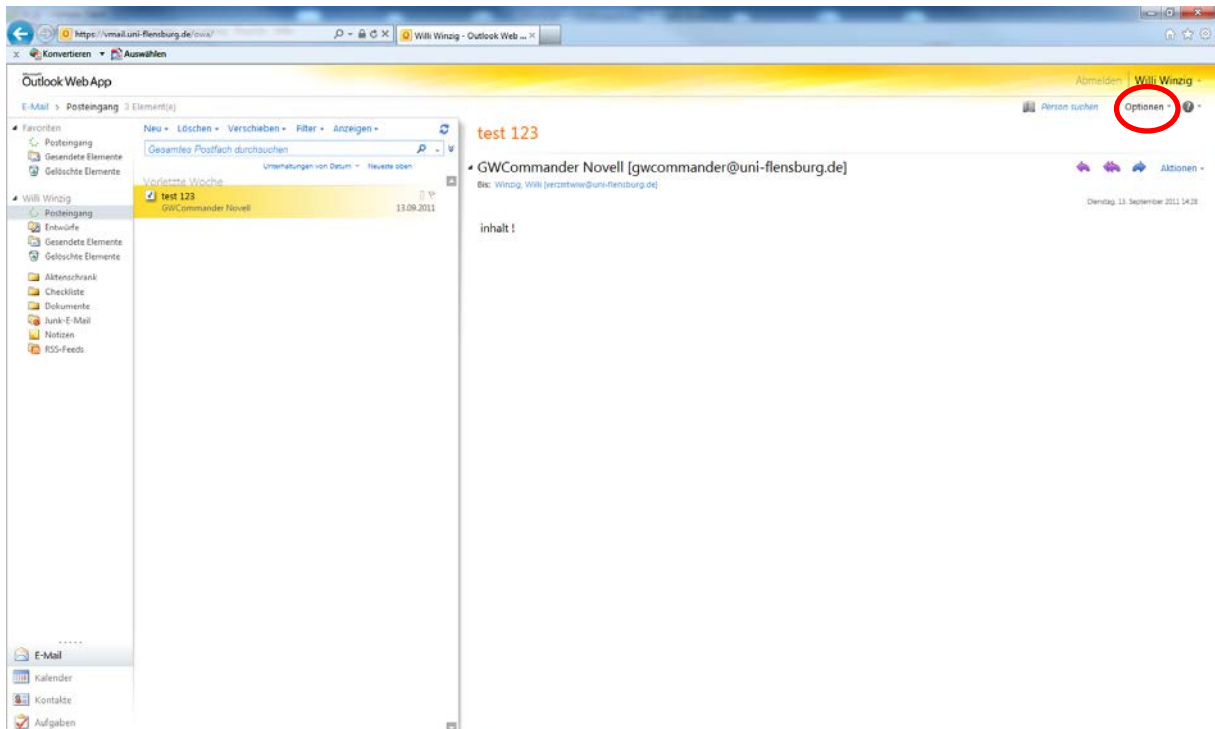 https://vmail.uni-flensburg.de/owa/
Willi Winzig - Outlook Web ...
x Konvertieren Auswählen
Microsoft
Outlook Web App
Abmelden Willi Winzig
E-Mail > Posteingang 3 Element(e)
Person suchen Optionen
Favoriten
Posteingang
Gesendete Elemente
Gelöschte Elemente
Willi Winzig
Posteingang
Entwürfe
Gesendete Elemente
Gelöschte Elemente
Aktenschrank
Checkliste
Dokumente
Junk-E-Mail
Notizen
RSS-Feeds
E-Mail
Kalender
Kontakte
Aufgaben
Neu Löschen Verschieben Filter Anzeigen
Gesamtes Postfach durchsuchen
Unterhaltungen von Datum Neueste oben
Vorletzte Woche
test 123
GWCommander Novell 13.09.2011
test 123
GWCommander Novell [gwcommander@uni-flensburg.de]
Aktionen
Bis: Winzig, Willi
Dienstag, 13. September 2011 14:28
inhalt !